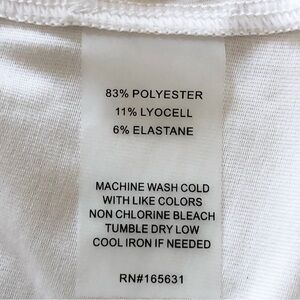 83% POLYESTER
11% LYOCELL
6% ELASTANE
MACHINE WASH COLD
WITH LIKE COLORS
NON CHLORINE BLEACH
TUMBLE DRY LOW
COOL IRON IF NEEDED
RN#165631